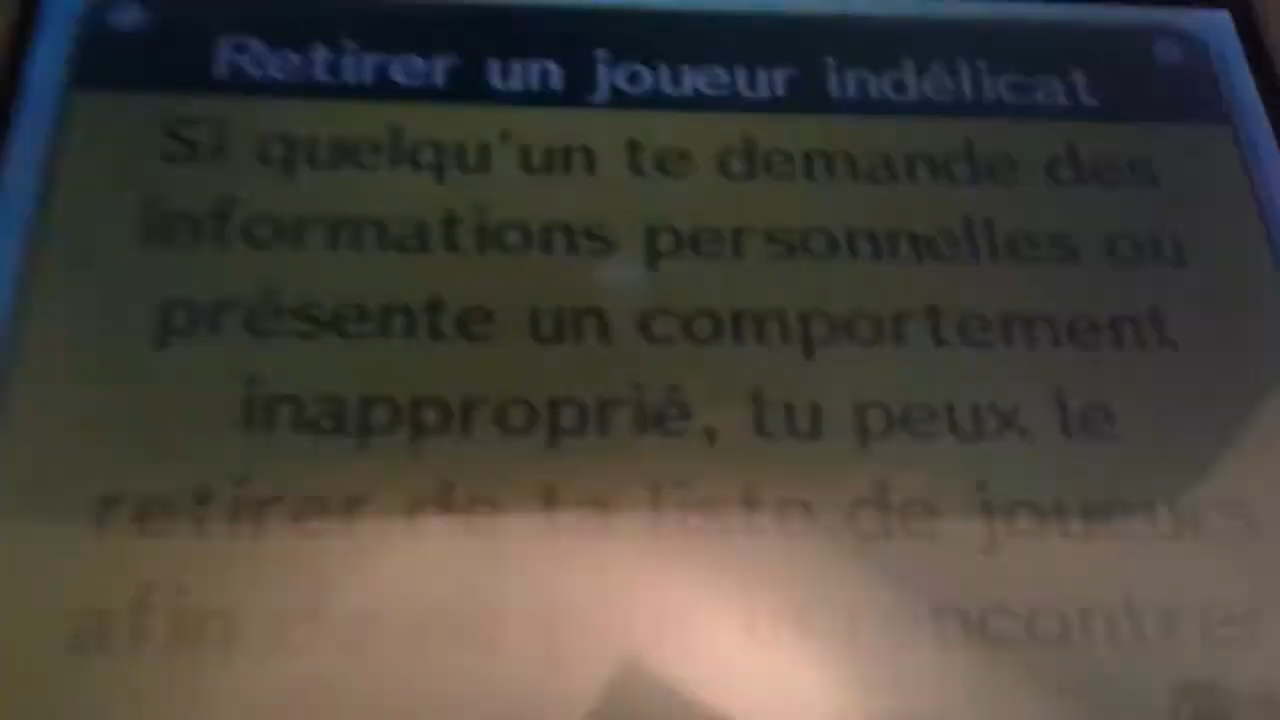 Retirer un joueur indélicat
Si quelqu'un te demande des
informations personnelles ou
présente un comportement
inapproprié, tu peux le
retirer de la liste de joueurs
afin